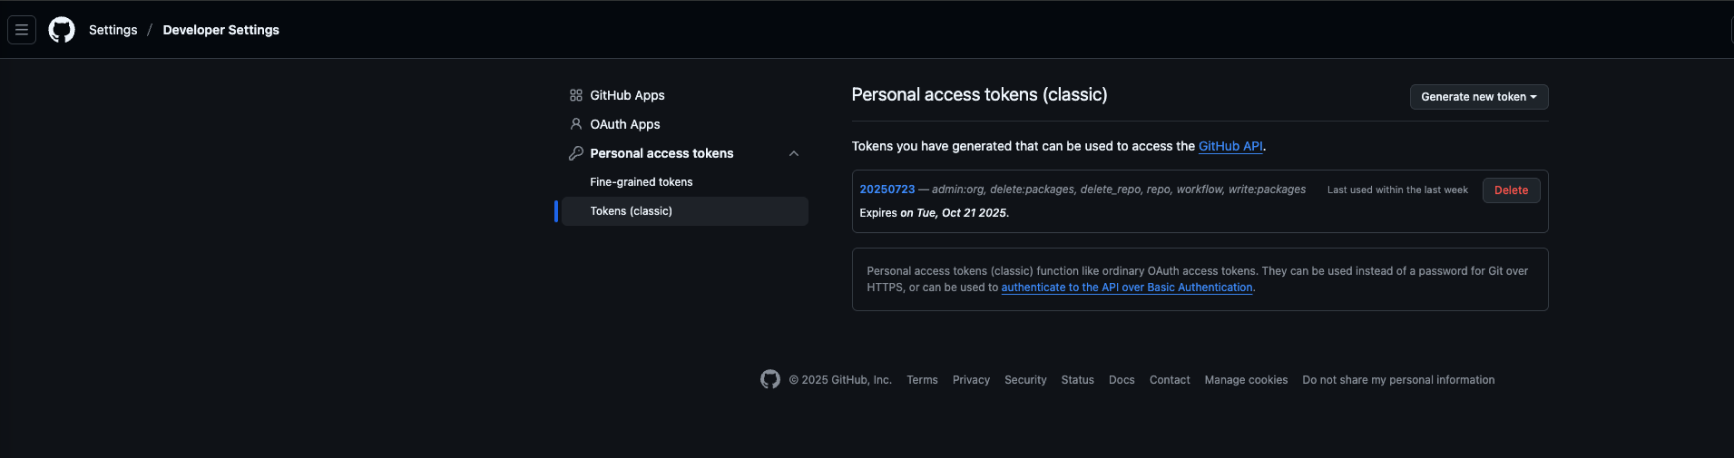 Settings / Developer Settings
GitHub Apps
OAuth Apps
Personal access tokens
Fine-grained tokens
Tokens (classic)
Personal access tokens (classic)
Generate new token
Tokens you have generated that can be used to access the GitHub API.
20250723 — admin:org, delete:packages, delete_repo, repo, workflow, write:packages Last used within the last week Delete
Expires on Tue, Oct 21 2025.
Personal access tokens (classic) function like ordinary OAuth access tokens. They can be used instead of a password for Git over
HTTPS, or can be used to authenticate to the API over Basic Authentication.
© 2025 GitHub, Inc. Terms Privacy Security Status Docs Contact Manage cookies Do not share my personal information